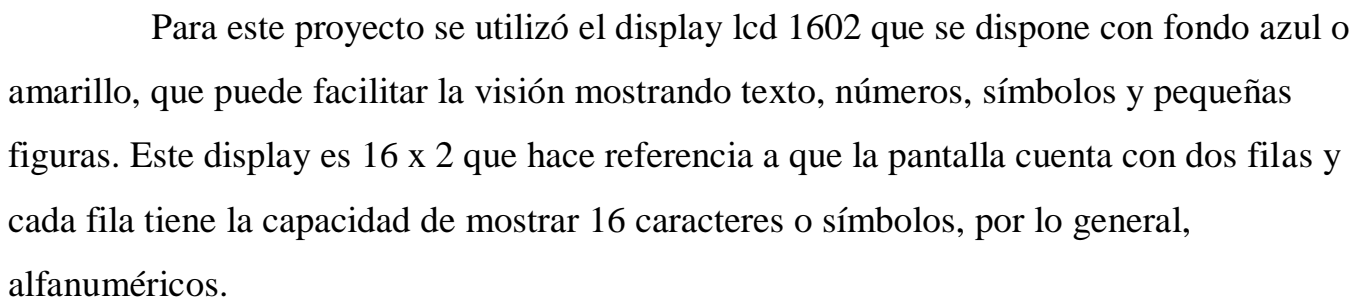 Para este proyecto se utilizó el display lcd 1602 que se dispone con fondo azul o
amarillo, que puede facilitar la visión mostrando texto, números, símbolos y pequeñas
figuras. Este display es 16 x 2 que hace referencia a que la pantalla cuenta con dos filas y
cada fila tiene la capacidad de mostrar 16 caracteres o símbolos, por lo general,
alfanuméricos.